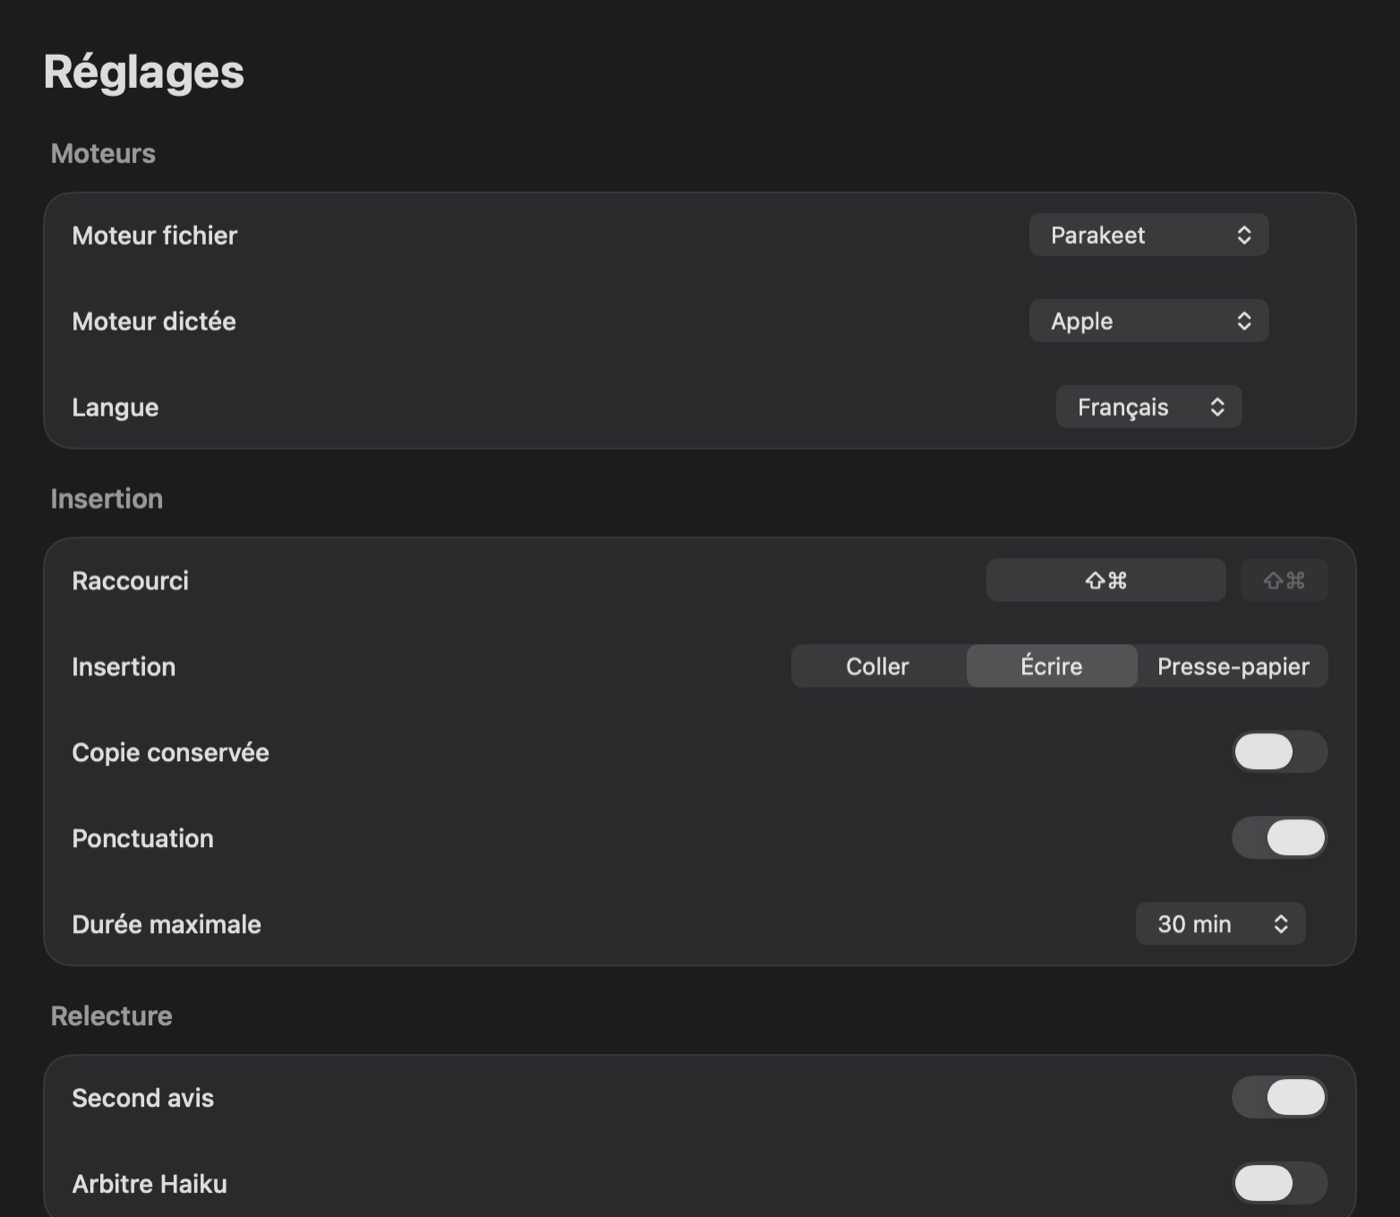 Réglages
Moteurs
Moteur fichier Parakeet
Moteur dictée Apple
Langue Français
Insertion
Raccourci ⇧⌘ ⇧⌘
Insertion Coller Écrire Presse-papier
Copie conservée
Ponctuation
Durée maximale 30 min
Relecture
Second avis
Arbitre Haiku